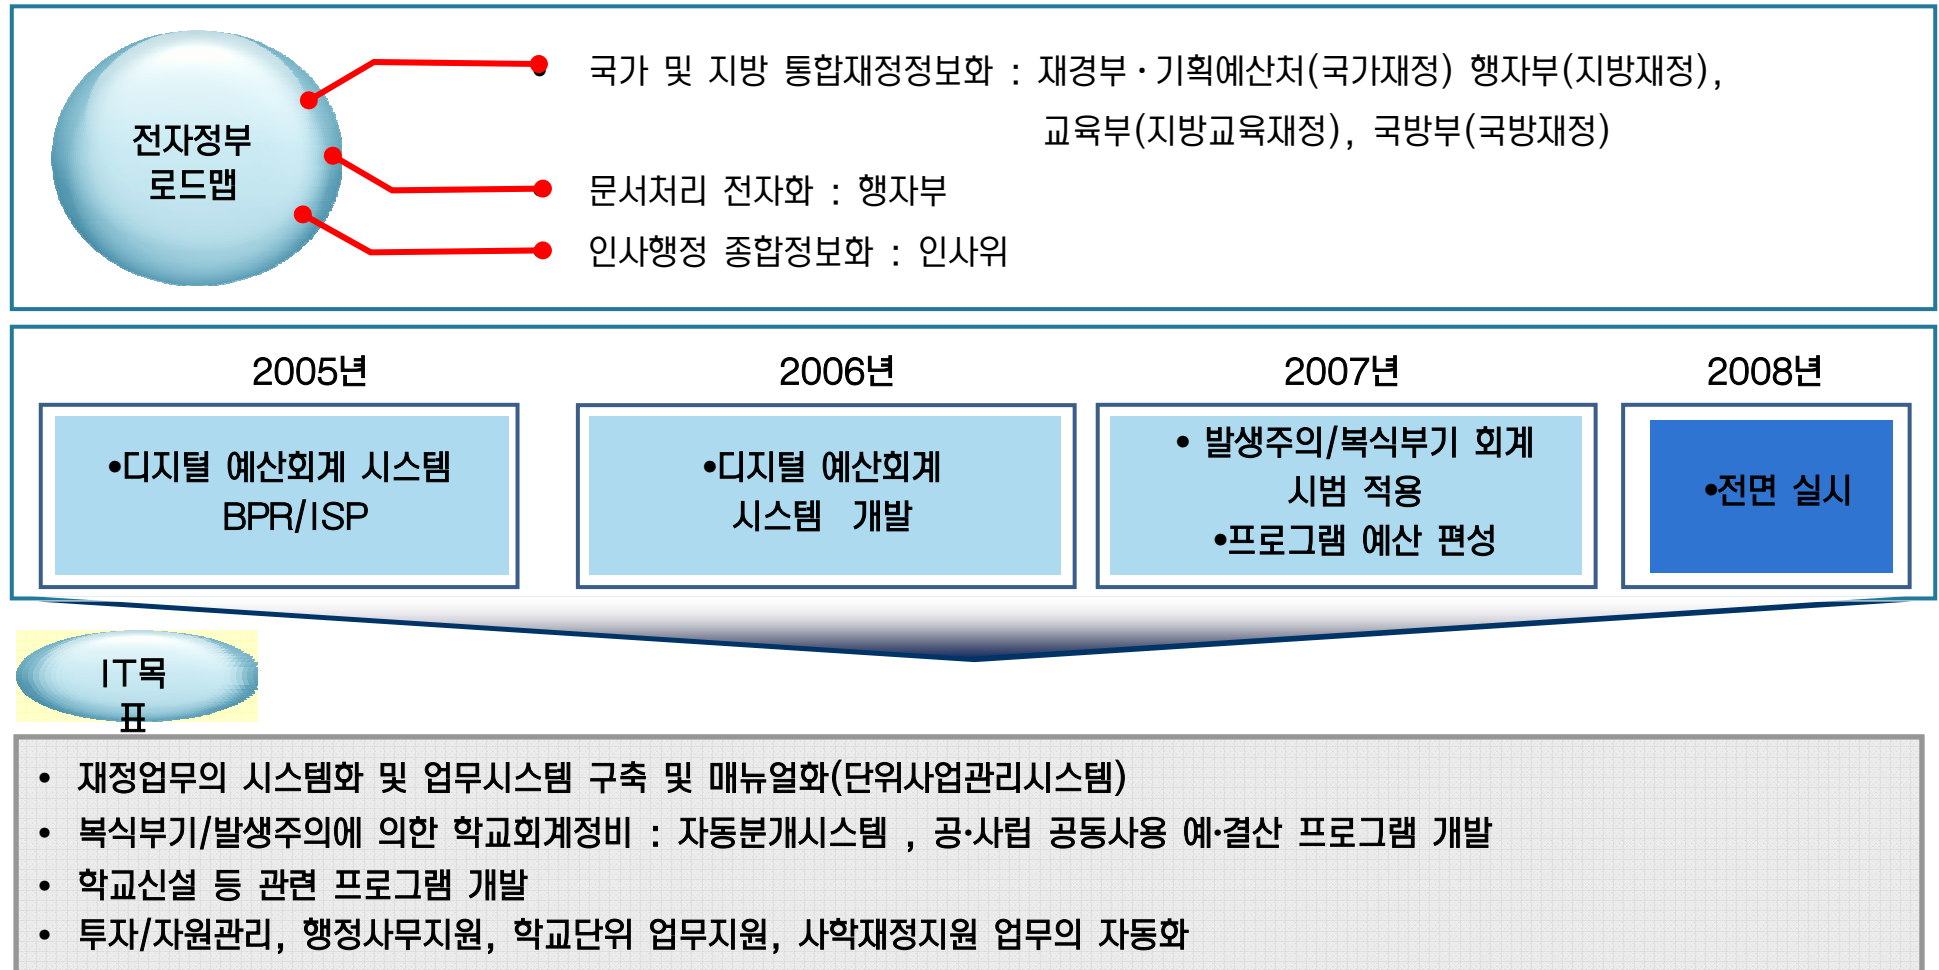 전자정부
로드맵
• 국가 및 지방 통합재정정보화 : 재경부·기획예산처(국가재정) 행자부(지방재정),
교육부(지방교육재정), 국방부(국방재정)
문서처리 전자화 : 행자부
인사행정 종합정보화 : 인사위
2005년
•디지털 예산회계 시스템
BPR/ISP
2006년
•디지털 예산회계
시스템 개발
2007년
• 발생주의/복식부기 회계
시범 적용
•프로그램 예산 편성
2008년
•전면 실시
IT목
표
• 재정업무의 시스템화 및 업무시스템 구축 및 매뉴얼화(단위사업관리시스템)
• 복식부기/발생주의에 의한 학교회계정비 : 자동분개시스템 , 공·사립 공동사용 예·결산 프로그램 개발
• 학교신설 등 관련 프로그램 개발
• 투자/자원관리, 행정사무지원, 학교단위 업무지원, 사학재정지원 업무의 자동화